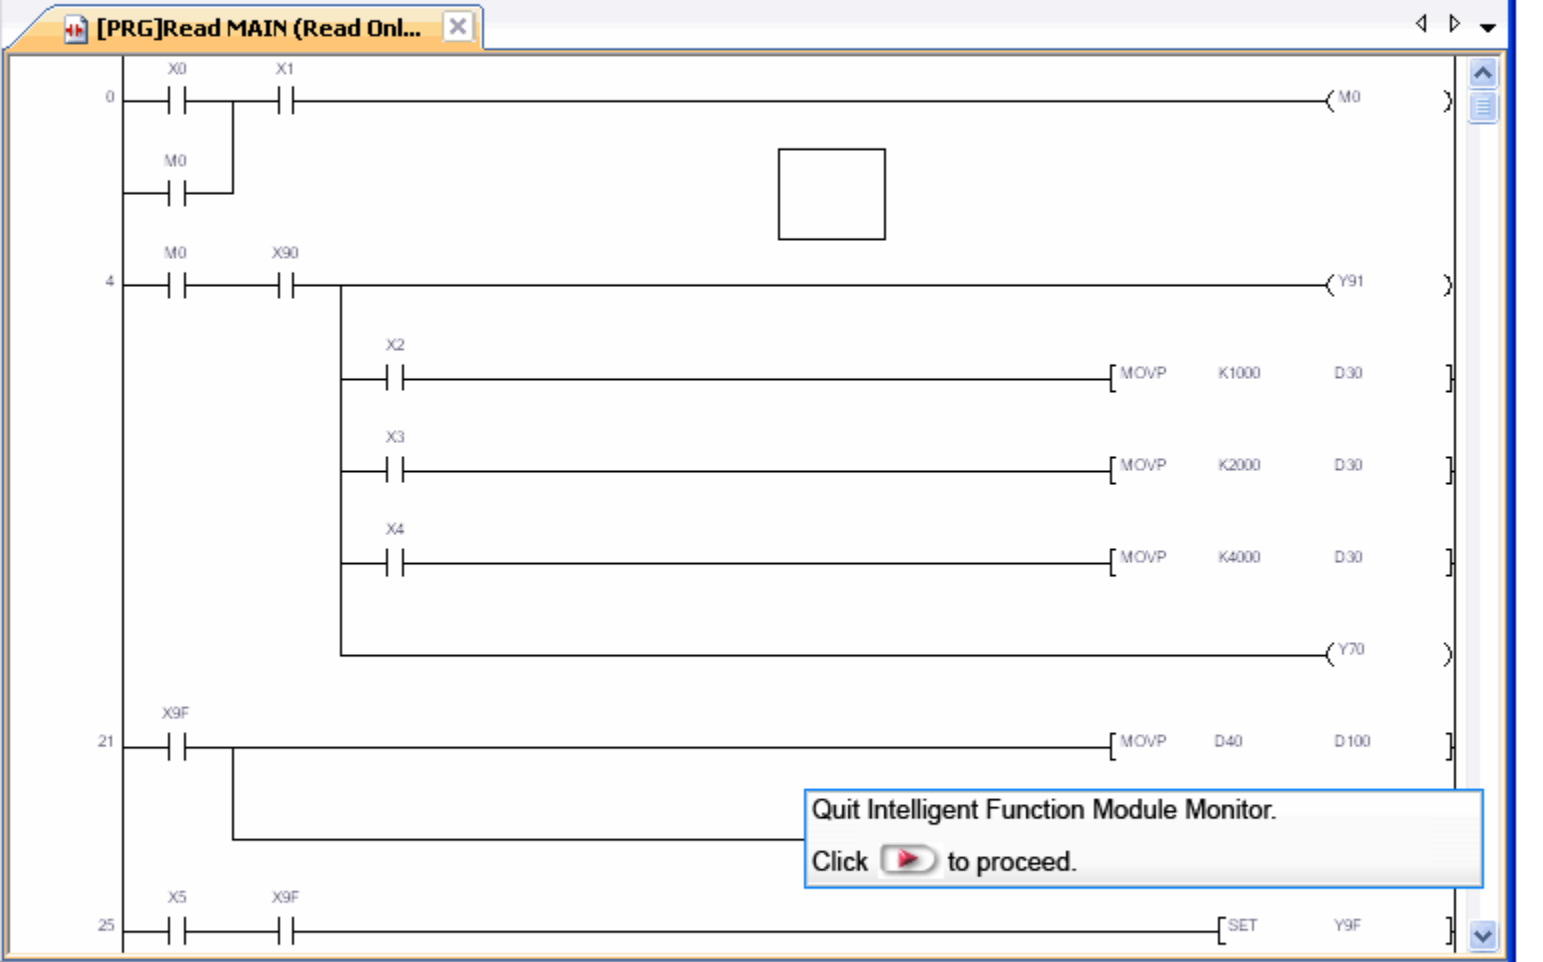 [PRG]Read MAIN (Read Onl...
X0 X1
0 M0
M0
M0 X90
4 Y91
X2
MOVP K1000 D30
X3
MOVP K2000 D30
X4
MOVP K4000 D30
Y70
X9F
21 MOVP D40 D100
Quit Intelligent Function Module Monitor.
Click to proceed.
X5 X9F
25 SET Y9F